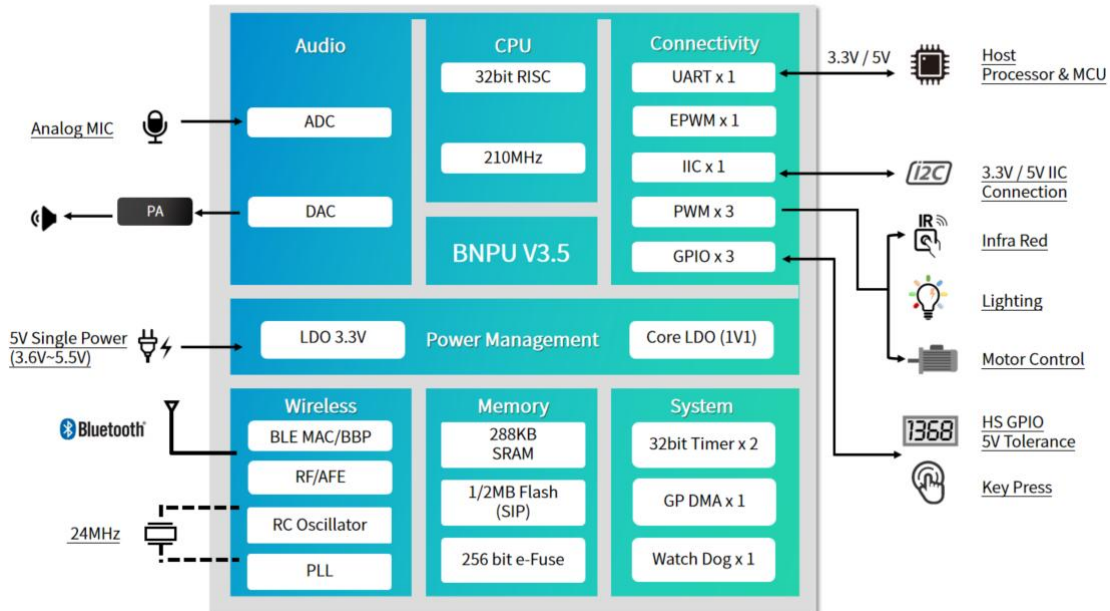 Audio
ADC
DAC
CPU
32bit RISC
210MHz
BNPU V3.5
Connectivity
UART x 1
EPWM x 1
IIC x 1
PWM x 3
GPIO x 3
Analog MIC
PA
3.3V / 5V
Host
Processor & MCU
I2C
3.3V / 5V IIC
Connection
IR
Infra Red
Lighting
Motor Control
1368
HS GPIO
5V Tolerance
Key Press
5V Single Power
(3.6V~5.5V)
LDO 3.3V
Power Management
Core LDO (1V1)
Bluetooth
24MHz
Wireless
BLE MAC/BBP
RF/AFE
RC Oscillator
PLL
Memory
288KB
SRAM
1/2MB Flash
(SIP)
256 bit e-Fuse
System
32bit Timer x 2
GP DMA x 1
Watch Dog x 1